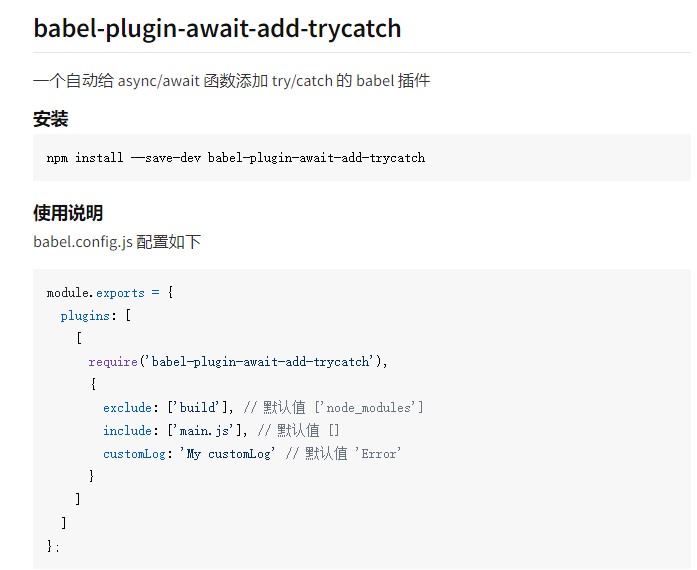 babel-plugin-await-add-trycatch
一个自动给 async/await 函数添加 try/catch 的 babel 插件
安装
npm install --save-dev babel-plugin-await-add-trycatch
使用说明
babel.config.js 配置如下
module.exports = {
  plugins: [
    [
      require('babel-plugin-await-add-trycatch'),
      {
        exclude: ['build'], // 默认值 ['node_modules']
        include: ['main.js'], // 默认值 []
        customLog: 'My customLog' // 默认值 'Error'
      }
    ]
  ]
};